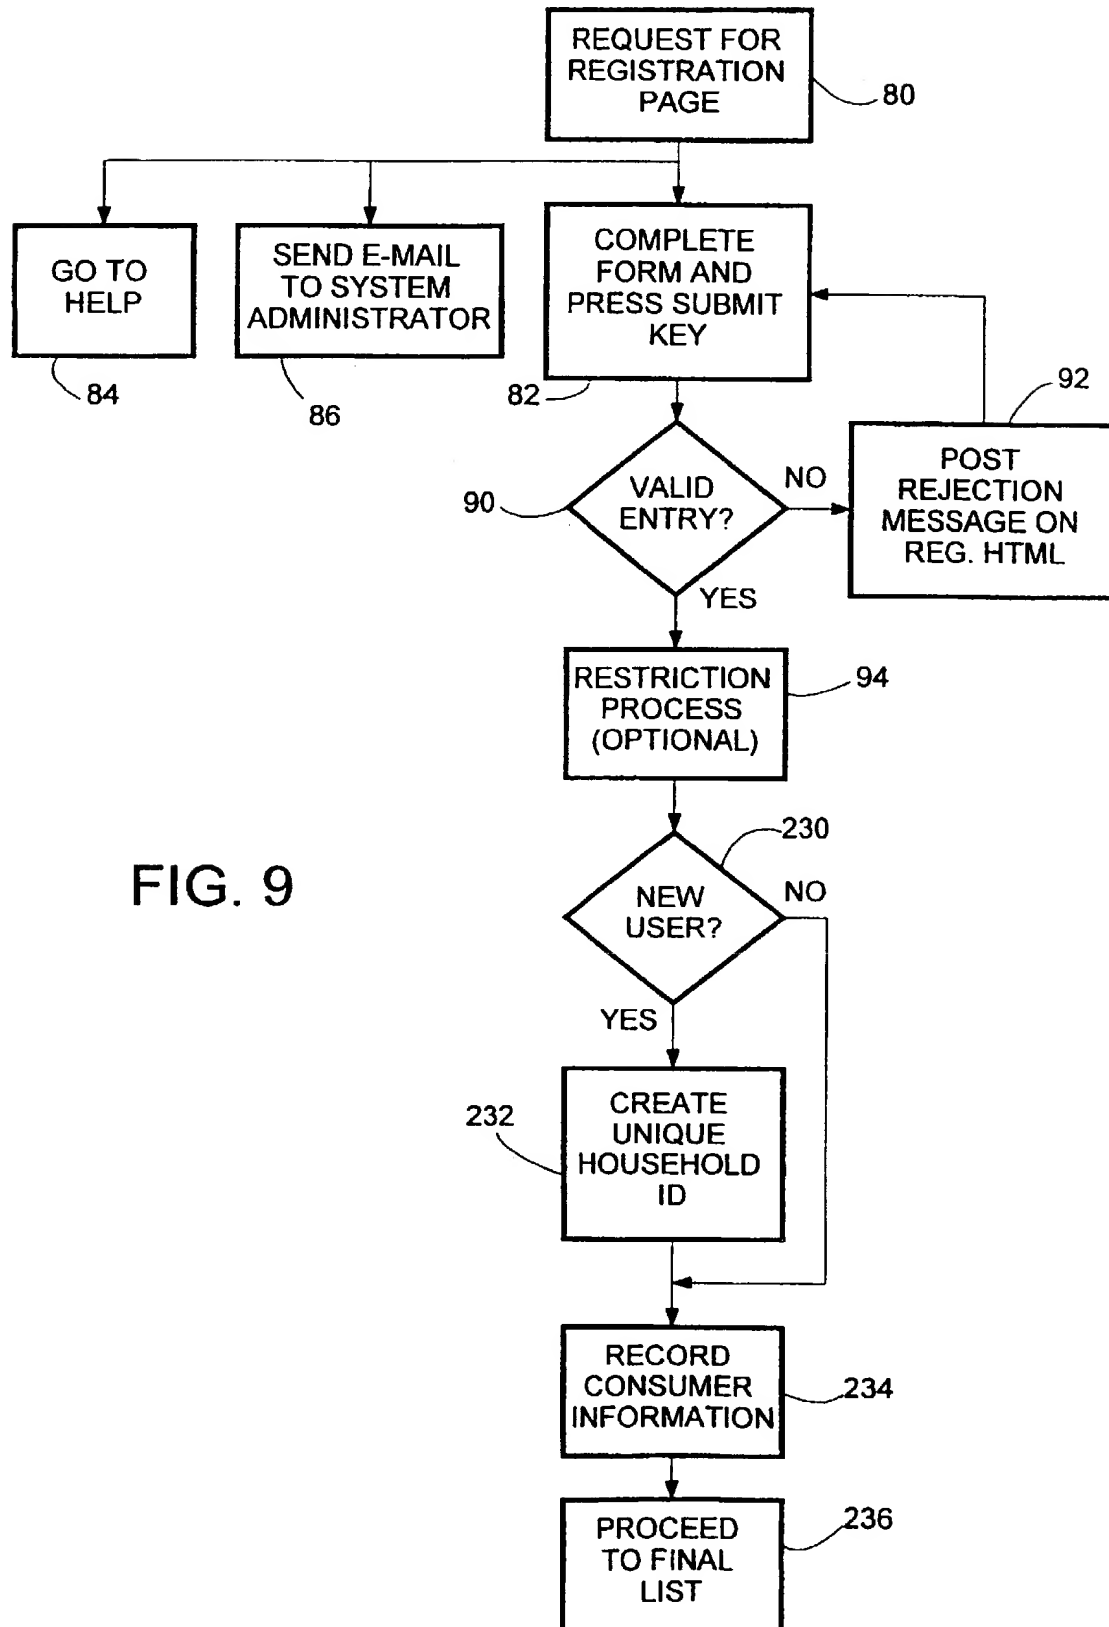 REQUEST FOR
REGISTRATION
PAGE
80
GO TO
HELP
84
SEND E-MAIL
TO SYSTEM
ADMINISTRATOR
86
COMPLETE
FORM AND
PRESS SUBMIT
KEY
82
92
POST
REJECTION
MESSAGE ON
REG. HTML
90
VALID
ENTRY?
NO
YES
RESTRICTION
PROCESS
(OPTIONAL)
94
230
FIG. 9
NEW
USER?
NO
YES
232
CREATE
UNIQUE
HOUSEHOLD
ID
RECORD
CONSUMER
INFORMATION
234
PROCEED
TO FINAL
LIST
236